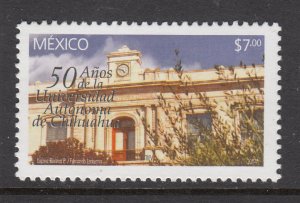 MÉXICO
$7.00
50 Años
de la
Universidad
Autónoma
de Chihuahua